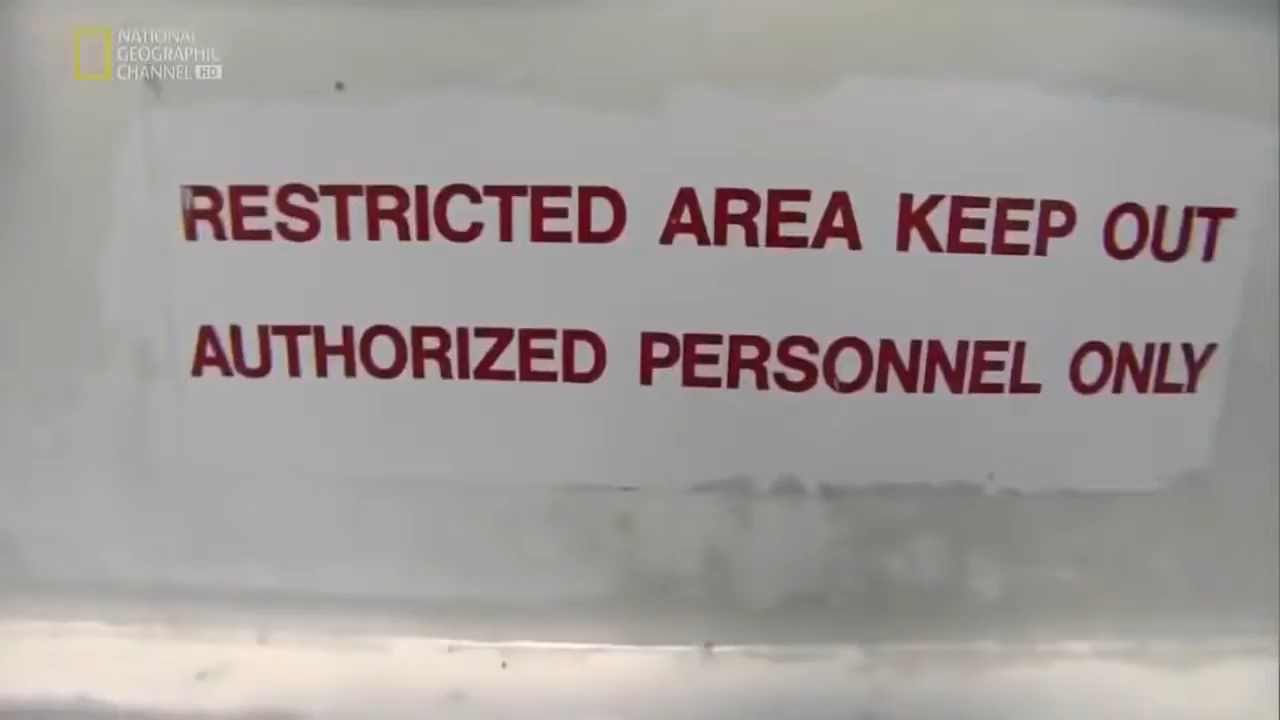 NATIONAL
GEOGRAPHIC
CHANNEL HD
RESTRICTED AREA KEEP OUT
AUTHORIZED PERSONNEL ONLY